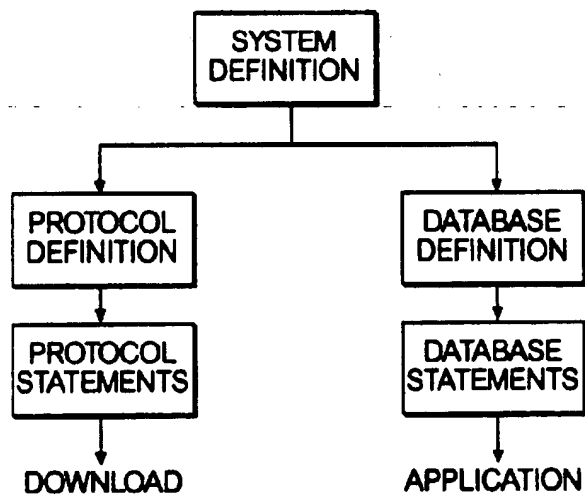 SYSTEM
DEFINITION
PROTOCOL
DEFINITION
DATABASE
DEFINITION
PROTOCOL
STATEMENTS
DATABASE
STATEMENTS
DOWNLOAD
APPLICATION